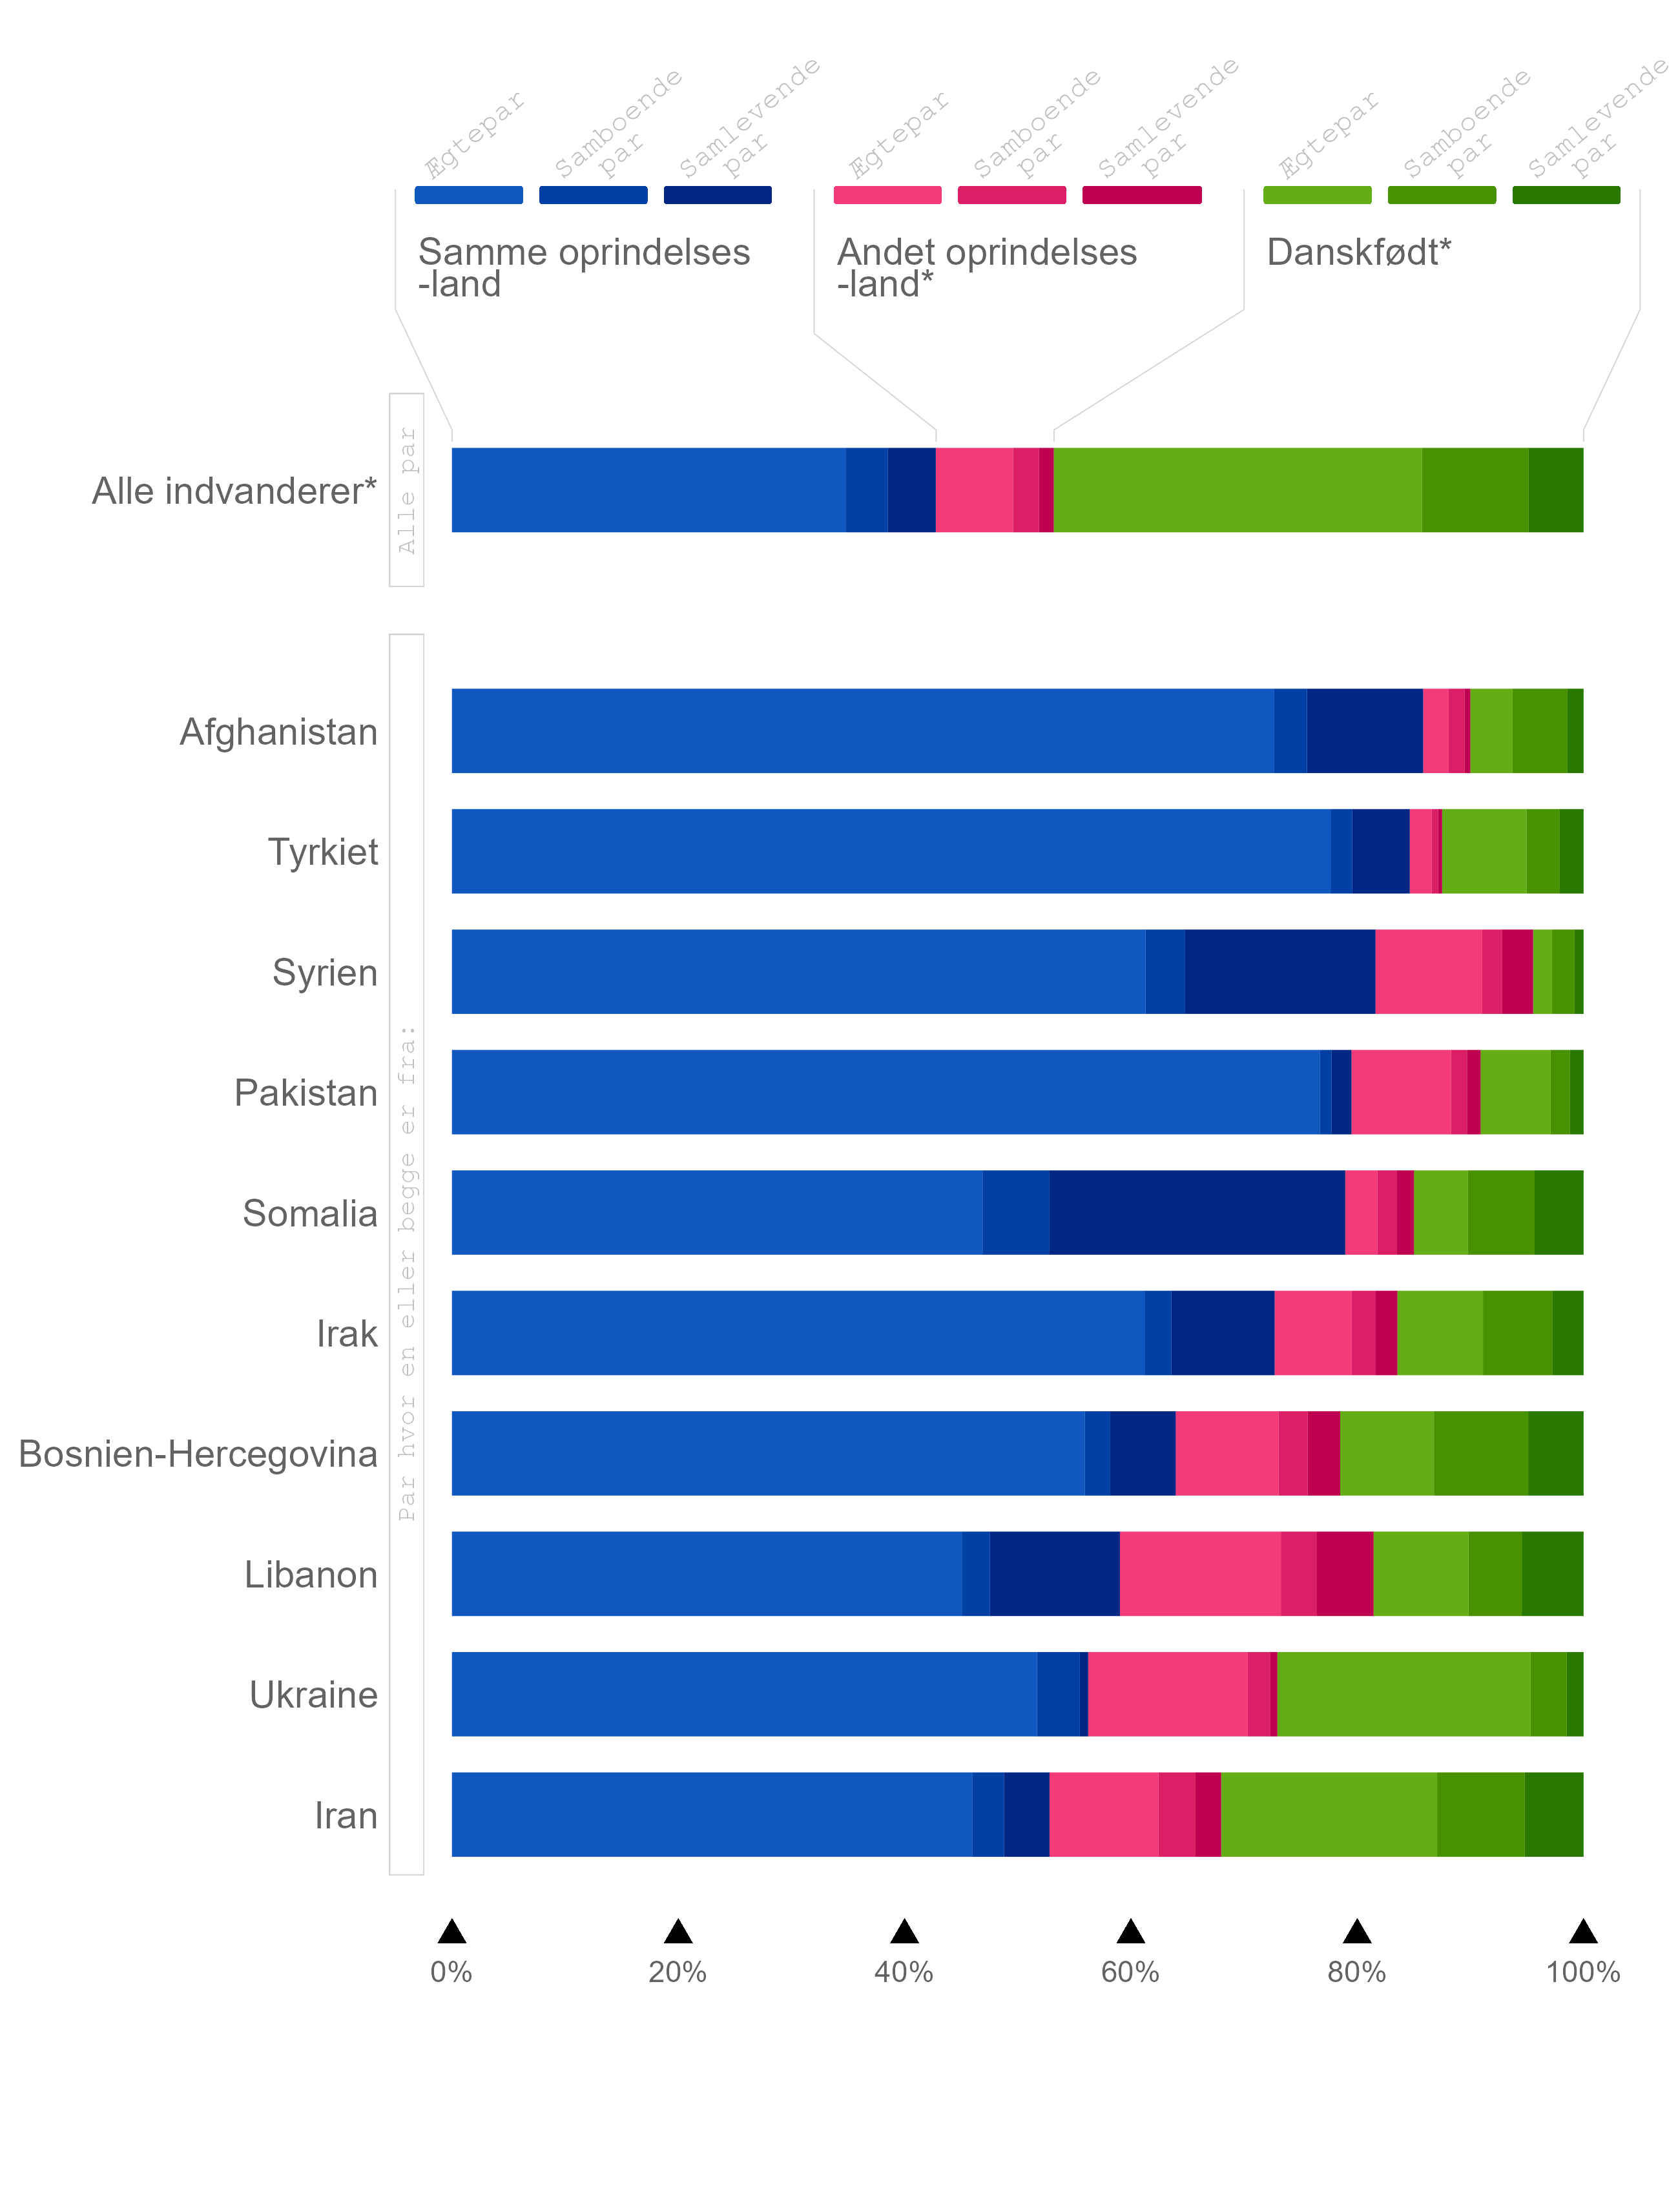 Ægtepar
Samboende
par
Samlevende
par
Ægtepar
Samboende
par
Samlevende
par
Ægtepar
Samboende
par
Samlevende
par
Samme oprindelses
-land
Andet oprindelses
-land*
Danskfødt*
Alle par
Alle indvanderer*
Par hvor en eller begge er fra:
Afghanistan
Tyrkiet
Syrien
Pakistan
Somalia
Irak
Bosnien-Hercegovina
Libanon
Ukraine
Iran
0% 20% 40% 60% 80% 100%